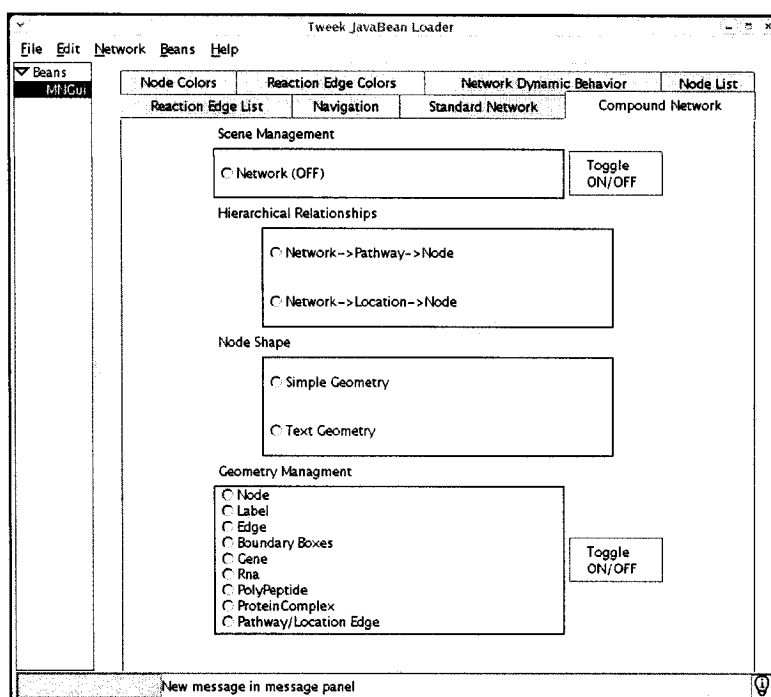 Tweek JavaBean Loader
File Edit Network Beans Help
Beans
MNGui
Node Colors Reaction Edge Colors Network Dynamic Behavior Node List
Reaction Edge List Navigation Standard Network Compound Network
Scene Management
Network (OFF)
Toggle
ON/OFF
Hierarchical Relationships
Network->Pathway->Node
Network->Location->Node
Node Shape
Simple Geometry
Text Geometry
Geometry Managment
Node
Label
Edge
Boundary Boxes
Gene
Rna
PolyPeptide
ProteinComplex
Pathway/Location Edge
Toggle
ON/OFF
New message in message panel